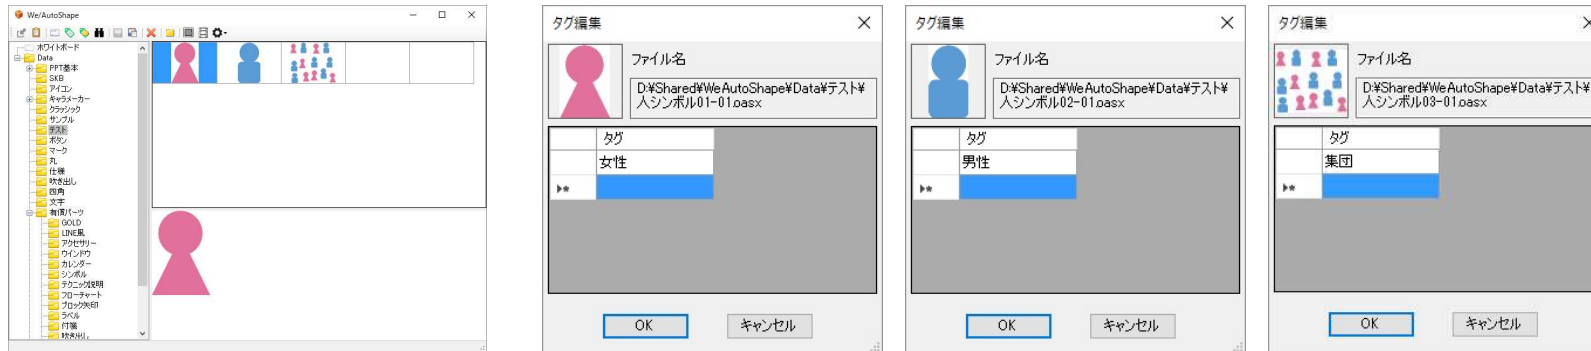 We/AutoShape
ホワイトボード
Data
PPT基本
SKB
アイコン
キャラメーカー
クラッシック
サンプル
テスト
ボタン
マーク
丸
仕様
吹き出し
四角
文字
有償パーツ
GOLD
LINE風
アクセサリー
ウインドウ
カレンダー
シンボル
テクニック説明
フローチャート
ブロック矢印
ラベル
付箋
吹き出し
タグ編集
ファイル名
D:¥Shared¥WeAutoShape¥Data¥テスト¥
人シンボル01-01.oasx
タグ
女性
OK
キャンセル
タグ編集
ファイル名
D:¥Shared¥WeAutoShape¥Data¥テスト¥
人シンボル02-01.oasx
タグ
男性
OK
キャンセル
タグ編集
ファイル名
D:¥Shared¥WeAutoShape¥Data¥テスト¥
人シンボル03-01.oasx
タグ
集団
OK
キャンセル